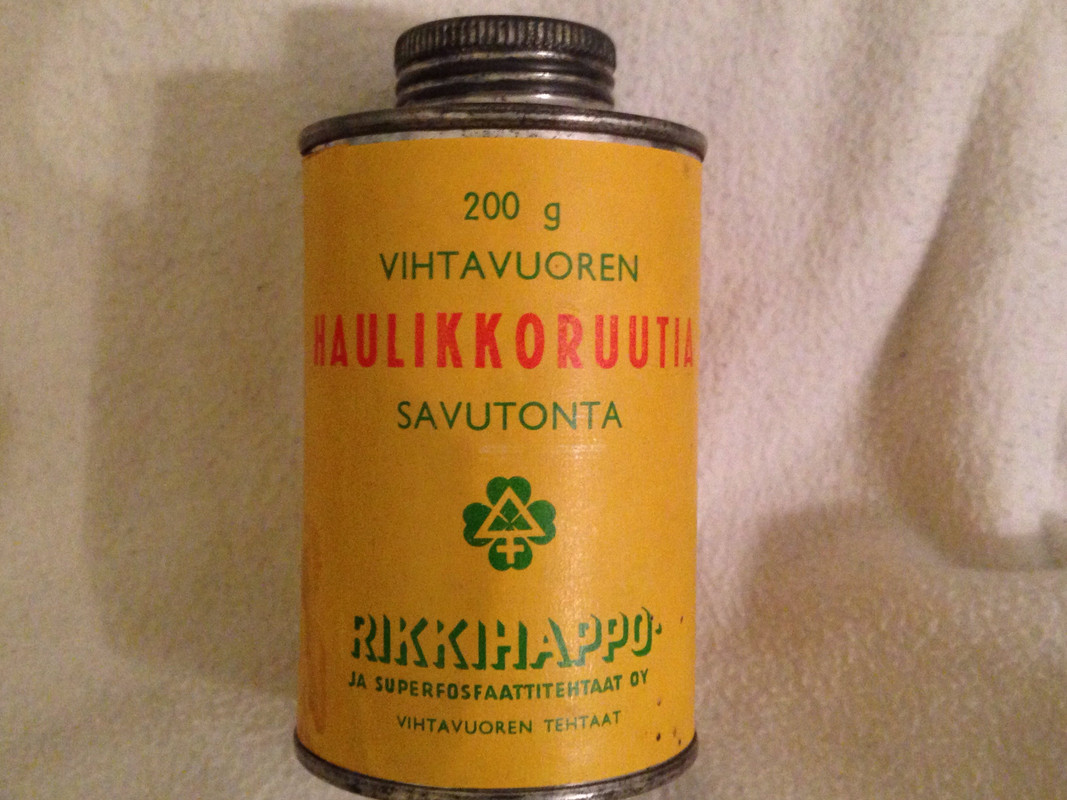 200 g
VIHTAVUOREN
HAULIKKORUUTIA
SAVUTONTA
RIKKIHAPPO-
JA SUPERFOSFAATTITEHTAAT OY
VIHTAVUOREN TEHTAAT